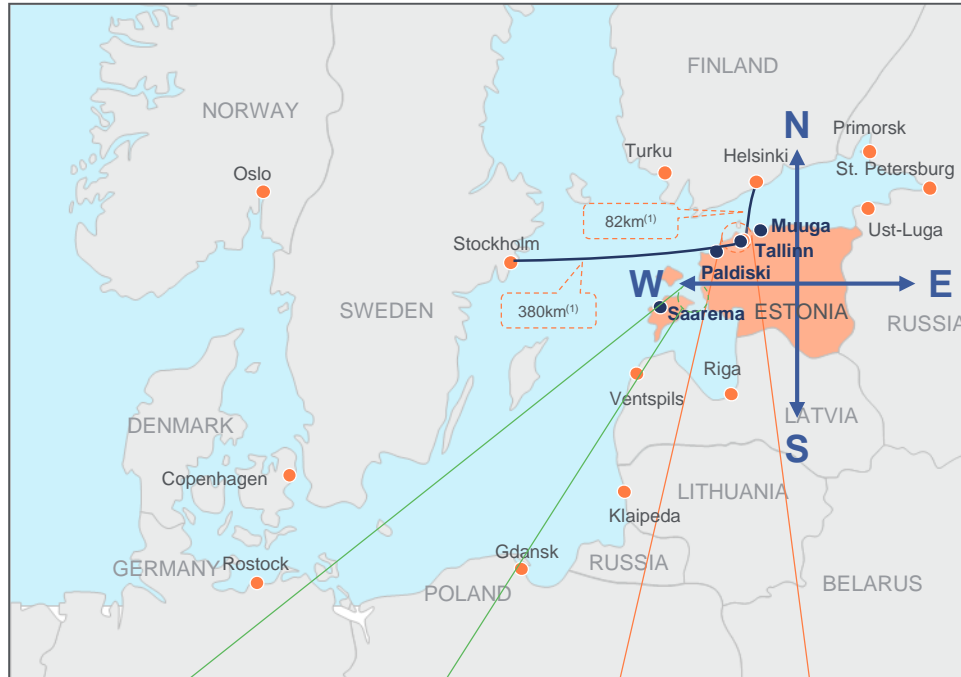 FINLAND
NORWAY
N
Primorsk
Turku
Helsinki
St. Petersburg
Oslo
82km(1)
Muuga
Ust-Luga
Stockholm
Tallinn
Paldiski
W
E
380km(1)
SWEDEN
Saarema
ESTONIA
RUSSIA
Riga
Ventspils
LATVIA
DENMARK
S
Copenhagen
LITHUANIA
Klaipeda
Gdansk
RUSSIA
GERMANY
Rostock
POLAND
BELARUS